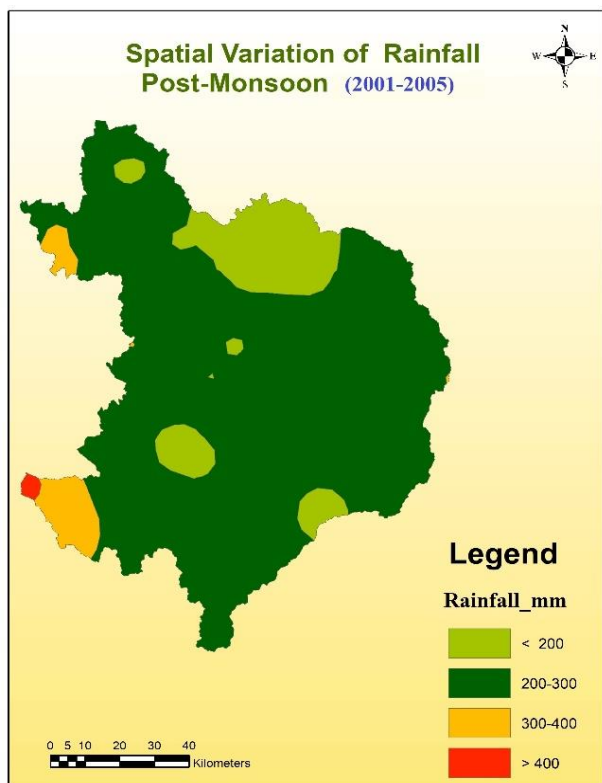 Spatial Variation of Rainfall
Post-Monsoon (2001-2005)
N
W E
S
Legend
Rainfall_mm
< 200
200-300
300-400
> 400
0 5 10 20 30 40
Kilometers